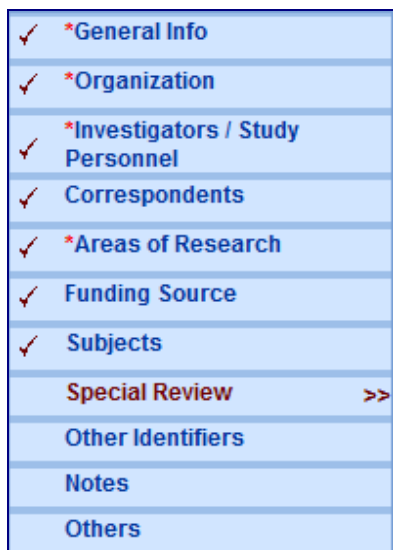 *General Info
*Organization
*Investigators / Study
Personnel
Correspondents
*Areas of Research
Funding Source
Subjects
Special Review >>
Other Identifiers
Notes
Others